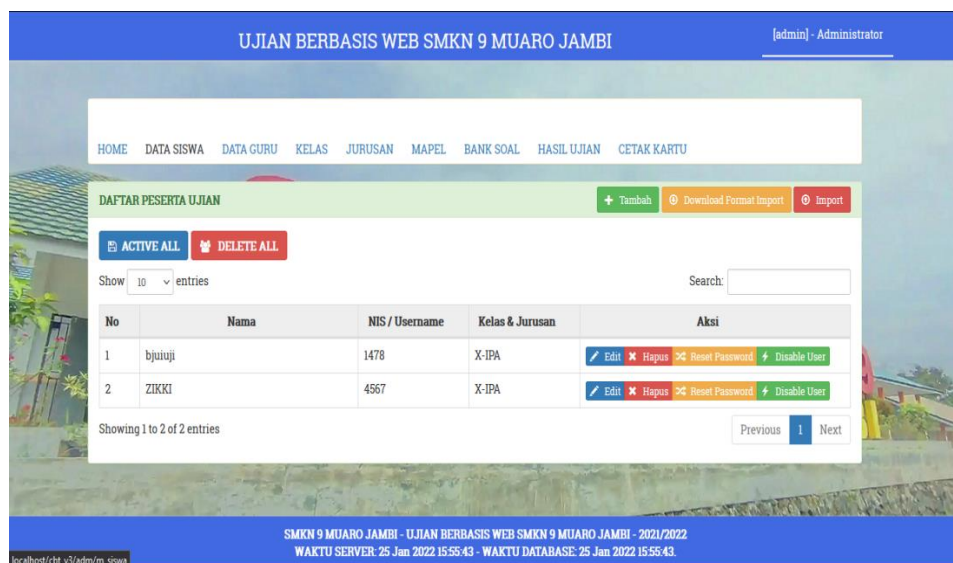 UJIAN BERBASIS WEB SMKN 9 MUARO JAMBI
[admin] - Administrator
HOME DATA SISWA DATA GURU KELAS JURUSAN MAPEL BANK SOAL HASIL UJIAN CETAK KARTU
DAFTAR PESERTA UJIAN Tambah Download Format Import Import
ACTIVE ALL DELETE ALL
Show 10 entries Search:
No Nama NIS / Username Kelas & Jurusan Aksi
1 bjuiuji 1478 X-IPA Edit Hapus Reset Password Disable User
2 ZIKKI 4567 X-IPA Edit Hapus Reset Password Disable User
Showing 1 to 2 of 2 entries Previous 1 Next
SMKN 9 MUARO JAMBI - UJIAN BERBASIS WEB SMKN 9 MUARO JAMBI - 2021/2022
WAKTU SERVER: 25 Jan 2022 15:55:43 - WAKTU DATABASE: 25 Jan 2022 15:55:43.
localhost/cbt_v3/adm/m_siswa